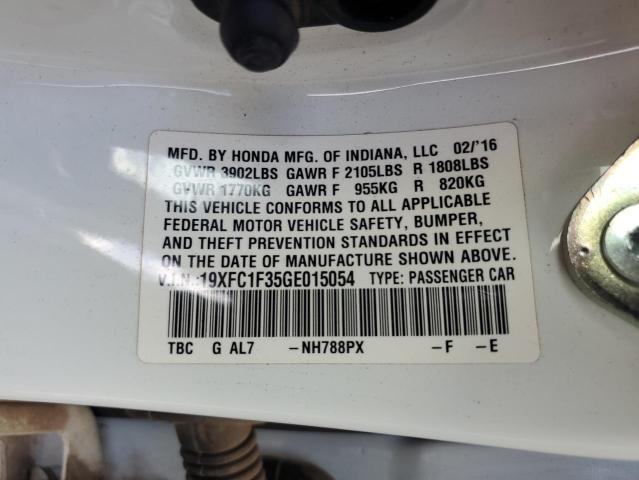 MFD. BY HONDA MFG. OF INDIANA, LLC 02/'16
GVWR 3902LBS GAWR F 2105LBS R 1808LBS
GVWR 1770KG GAWR F 955KG R 820KG
THIS VEHICLE CONFORMS TO ALL APPLICABLE
FEDERAL MOTOR VEHICLE SAFETY, BUMPER,
AND THEFT PREVENTION STANDARDS IN EFFECT
ON THE DATE OF MANUFACTURE SHOWN ABOVE.
V.I.N.:19XFC1F35GE015054 TYPE: PASSENGER CAR
TBC G AL7 -NH788PX -F -E